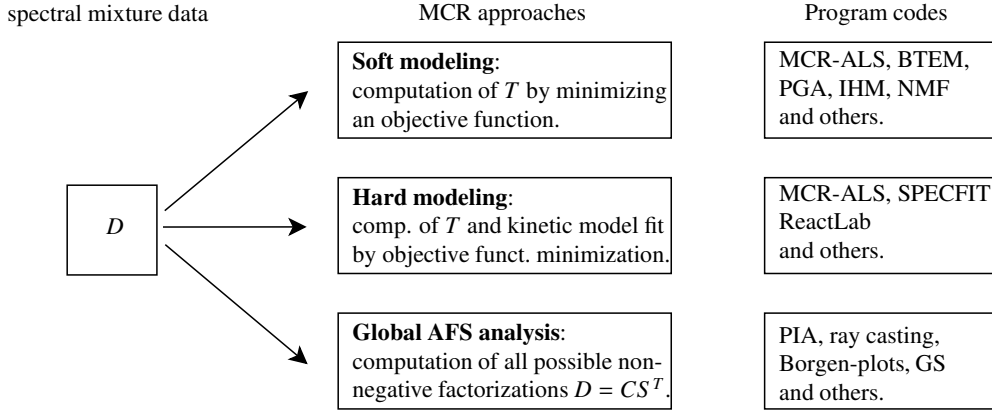 spectral mixture data
MCR approaches
Program codes
Soft modeling:
computation of T by minimizing
an objective function.
MCR-ALS, BTEM,
PGA, IHM, NMF
and others.
D
Hard modeling:
comp. of T and kinetic model fit
by objective funct. minimization.
MCR-ALS, SPECFIT
ReactLab
and others.
Global AFS analysis:
computation of all possible non-
negative factorizations D = CS^T.
PIA, ray casting,
Borgen-plots, GS
and others.